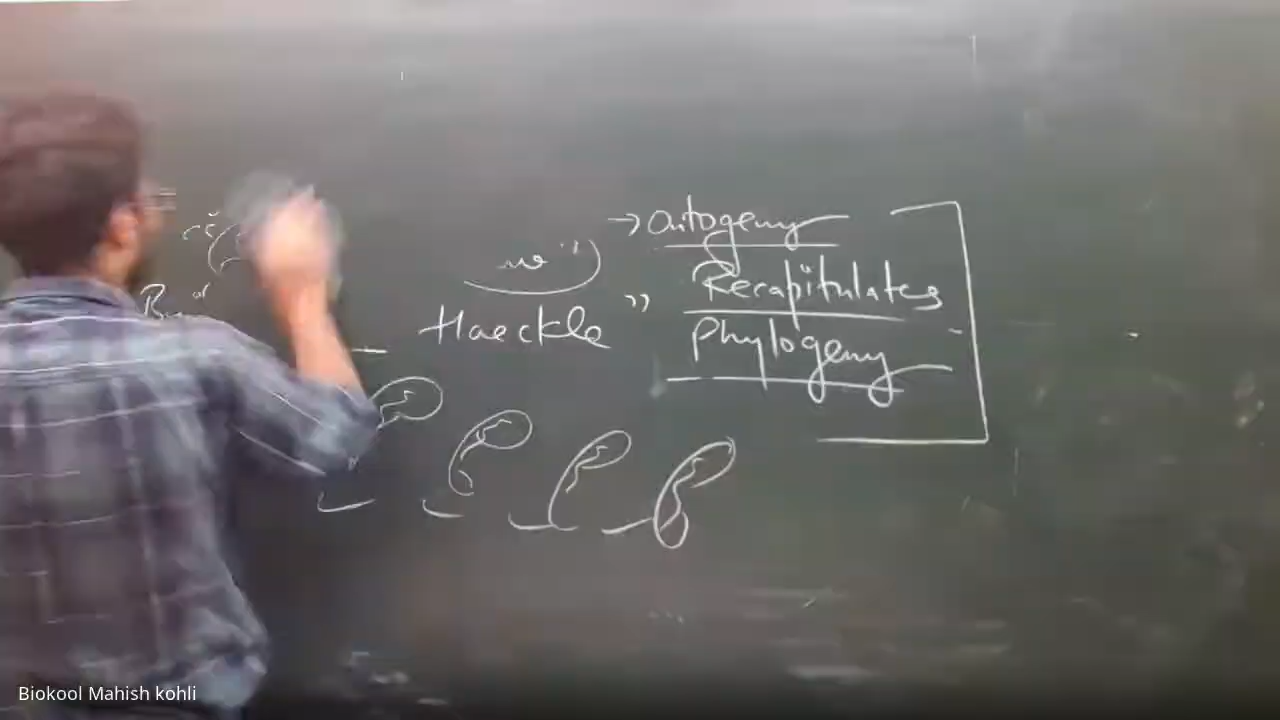 → Ontogeny
Recapitulates
Haeckle "
Phylogeny
Biokool Mahish kohli